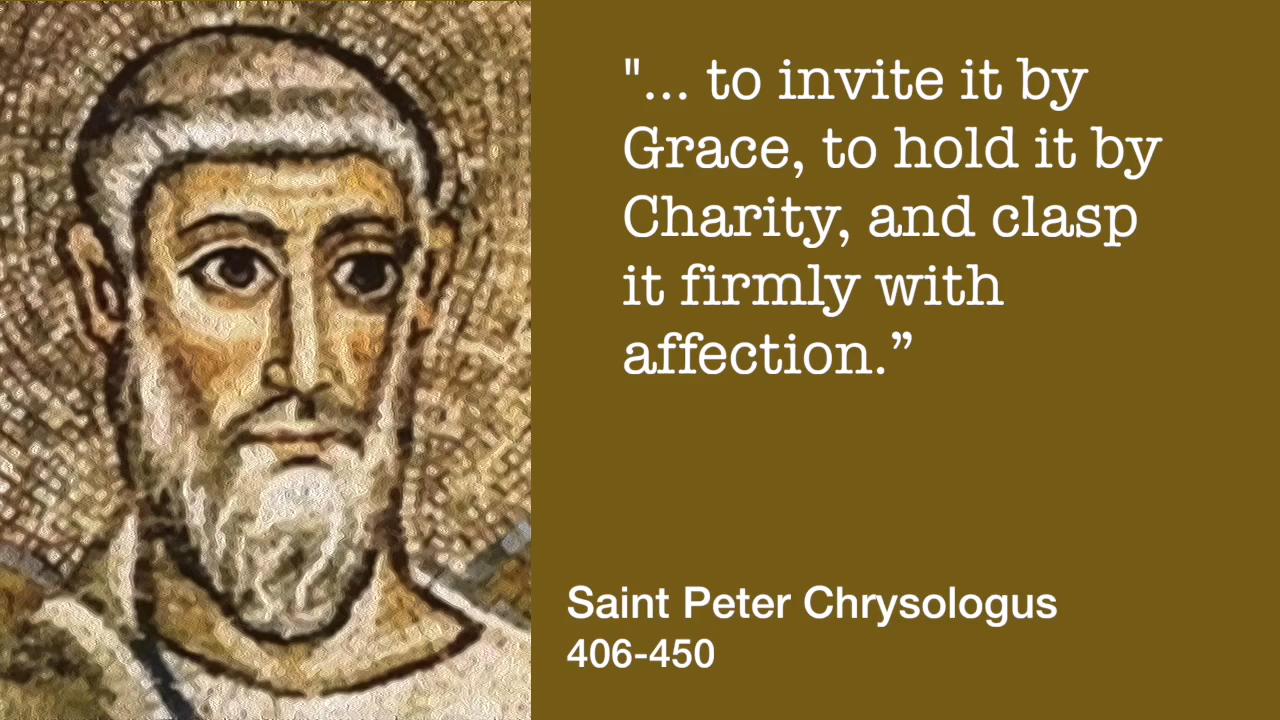 "... to invite it by
Grace, to hold it by
Charity, and clasp
it firmly with
affection.”
Saint Peter Chrysologus
406-450